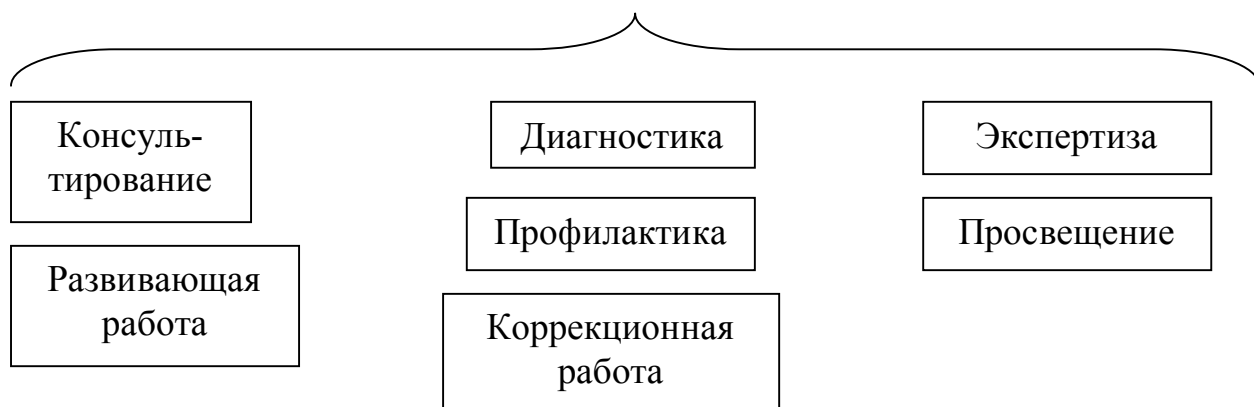 Консуль-
тирование
Диагностика
Экспертиза
Профилактика
Просвещение
Развивающая
работа
Коррекционная
работа